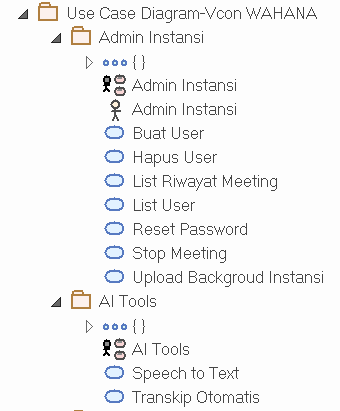 Use Case Diagram-Vcon WAHANA
Admin Instansi
{ }
Admin Instansi
Admin Instansi
Buat User
Hapus User
List Riwayat Meeting
List User
Reset Password
Stop Meeting
Upload Backgroud Instansi
AI Tools
{ }
AI Tools
Speech to Text
Transkip Otomatis